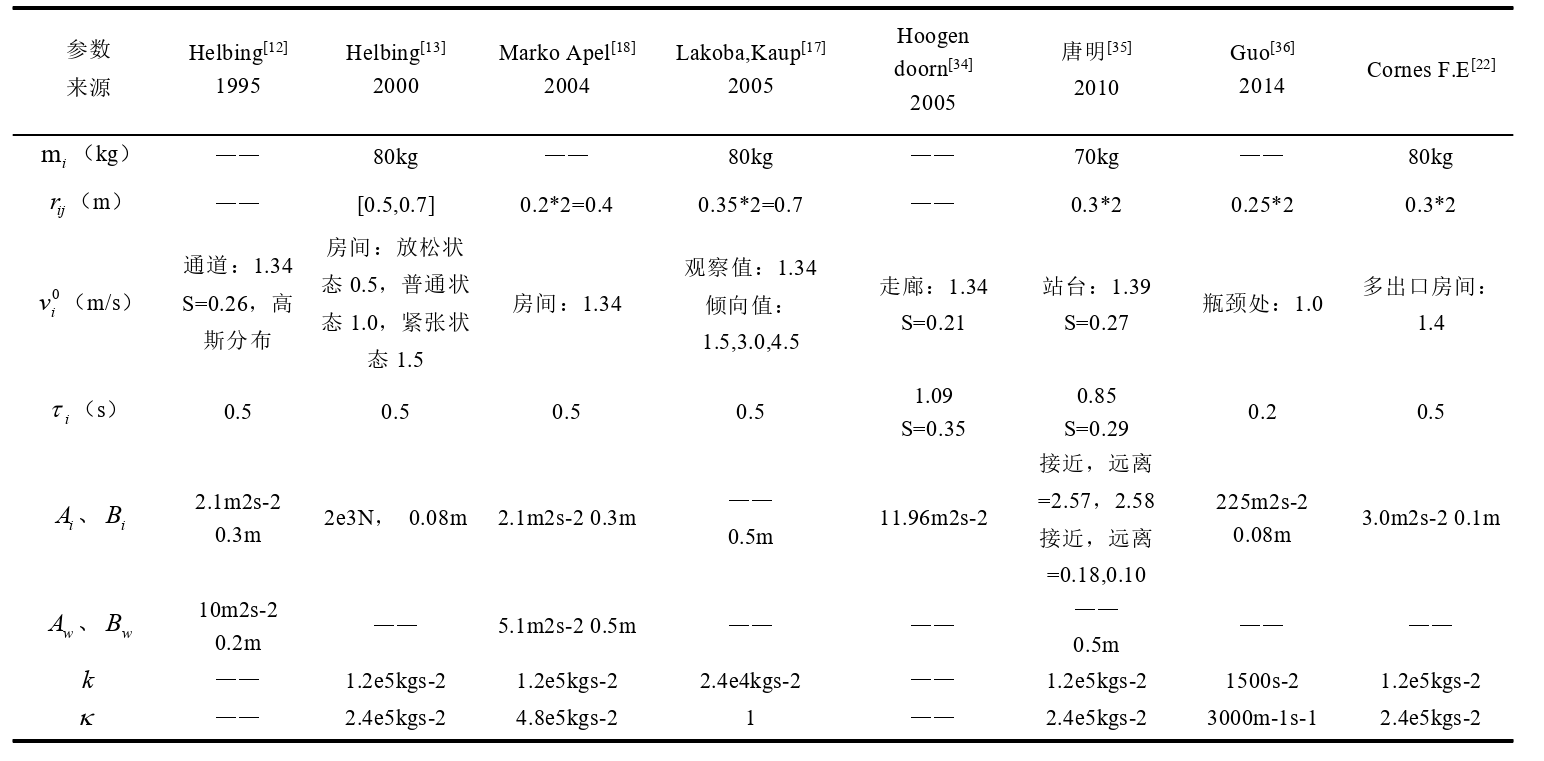 参数 来源 Helbing[12] 1995 Helbing[13] 2000 Marko Apel[18] 2004 Lakoba,Kaup[17] 2005 Hoogen doorn[34] 2005 唐明[35] 2010 Guo[36] 2014 Cornes F.E[22]
m_i（kg） —— 80kg —— 80kg —— 70kg —— 80kg
r_ij（m） —— [0.5,0.7] 0.2*2=0.4 0.35*2=0.7 —— 0.3*2 0.25*2 0.3*2
v_i^0（m/s） 通道：1.34 S=0.26，高斯分布 房间：放松状态 0.5，普通状态 1.0，紧张状态 1.5 房间：1.34 观察值：1.34 倾向值：1.5,3.0,4.5 走廊：1.34 S=0.21 站台：1.39 S=0.27 瓶颈处：1.0 多出口房间：1.4
τ_i（s） 0.5 0.5 0.5 0.5 1.09 S=0.35 0.85 S=0.29 0.2 0.5
A_i、B_i 2.1m2s-2 0.3m 2e3N， 0.08m 2.1m2s-2 0.3m —— 0.5m 11.96m2s-2 接近，远离=2.57，2.58 接近，远离=0.18,0.10 225m2s-2 0.08m 3.0m2s-2 0.1m
A_w、B_w 10m2s-2 0.2m —— 5.1m2s-2 0.5m —— —— —— 0.5m —— ——
k —— 1.2e5kgs-2 1.2e5kgs-2 2.4e4kgs-2 —— 1.2e5kgs-2 1500s-2 1.2e5kgs-2
κ —— 2.4e5kgs-2 4.8e5kgs-2 1 —— 2.4e5kgs-2 3000m-1s-1 2.4e5kgs-2